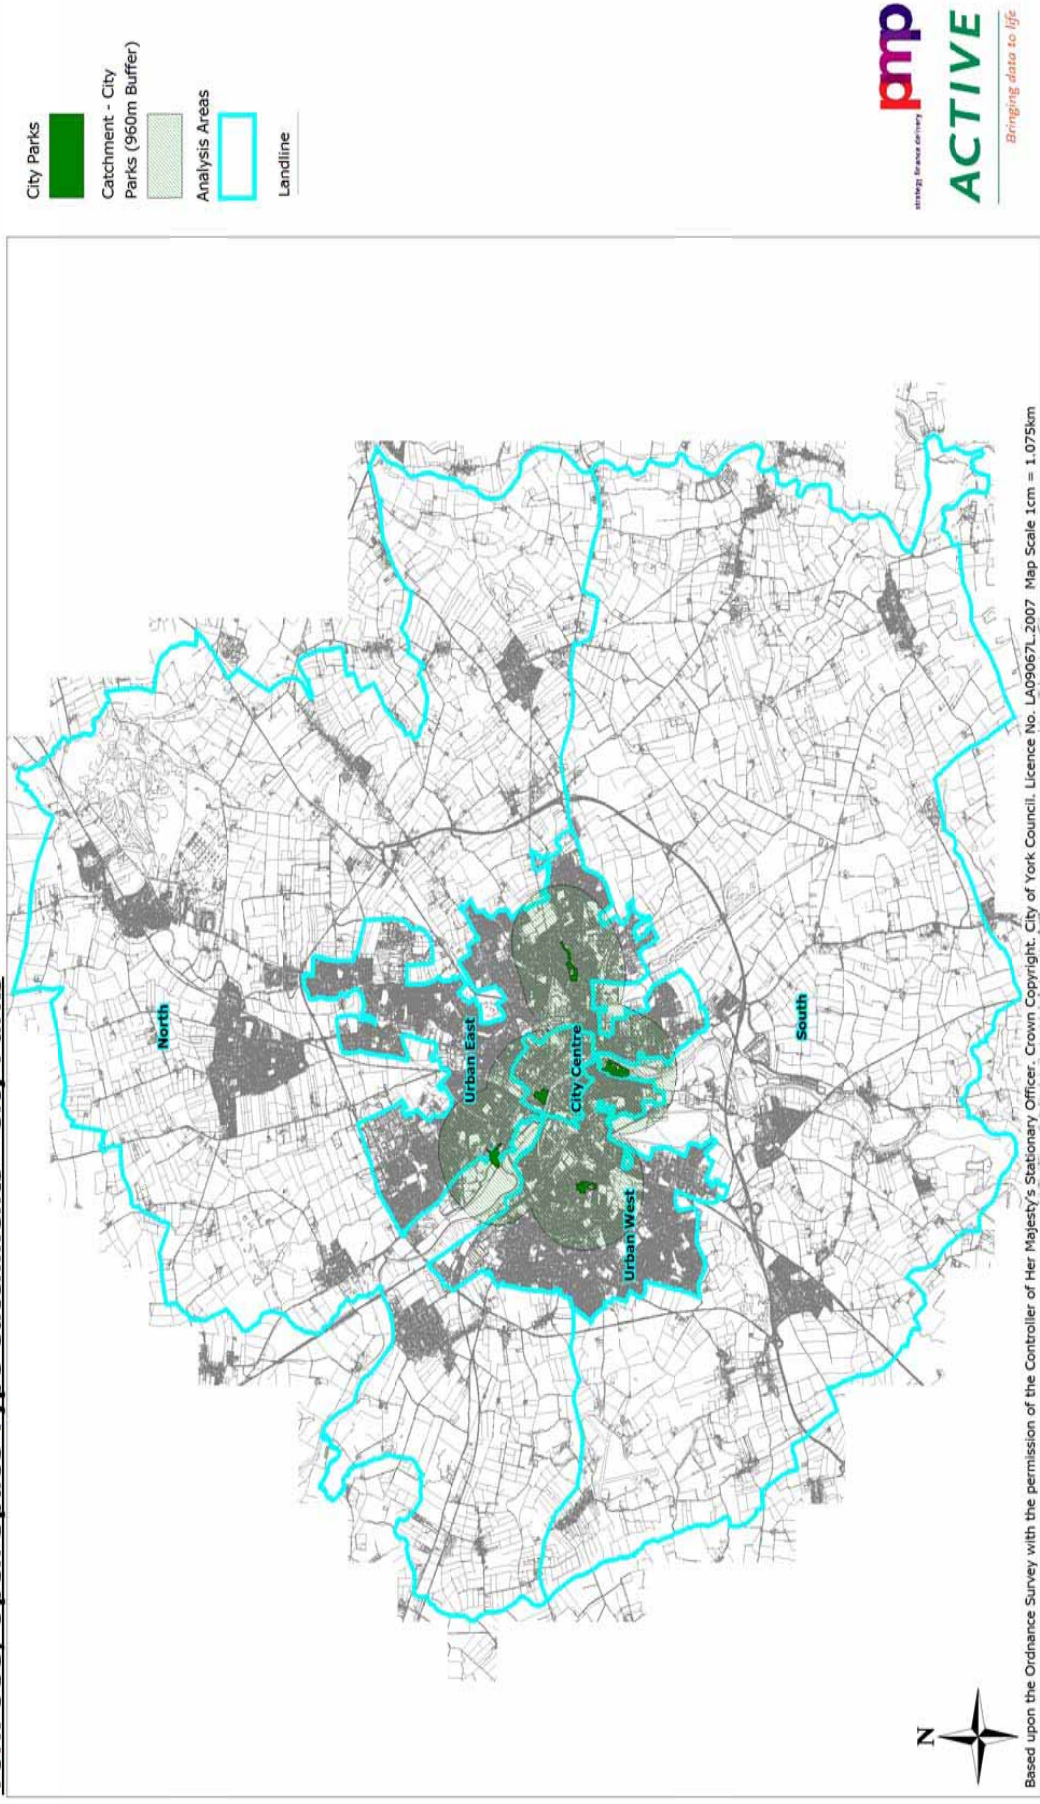 City Parks
Catchment - City
Parks (960m Buffer)
Analysis Areas
Landline
North
Urban East
City Centre
Urban West
South
N
pmp
strategy finance delivery
ACTIVE
Bringing data to life
Based upon the Ordnance Survey with the permission of the Controller of Her Majesty's Stationary Officer. Crown Copyright. City of York Council. Licence No. LA09067L.2007 Map Scale 1cm = 1.075km